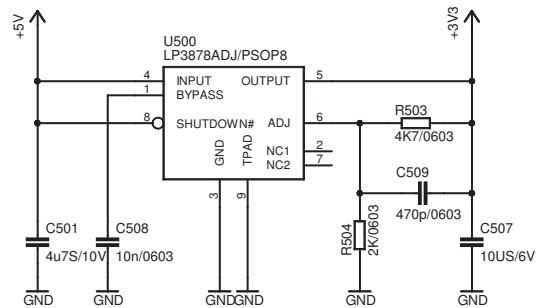 +5V
+3V3
U500
LP3878ADJ/PSOP8
4
INPUT
OUTPUT
5
1
BYPASS
8
SHUTDOWN#
ADJ
6
R503
4K7/0603
GND
TPAD
NC1
2
NC2
7
3
9
C509
470p/0603
C501
4u7S/10V
C508
10n/0603
R504
2K/0603
C507
10US/6V
GND
GND
GND
GND
GND
GND